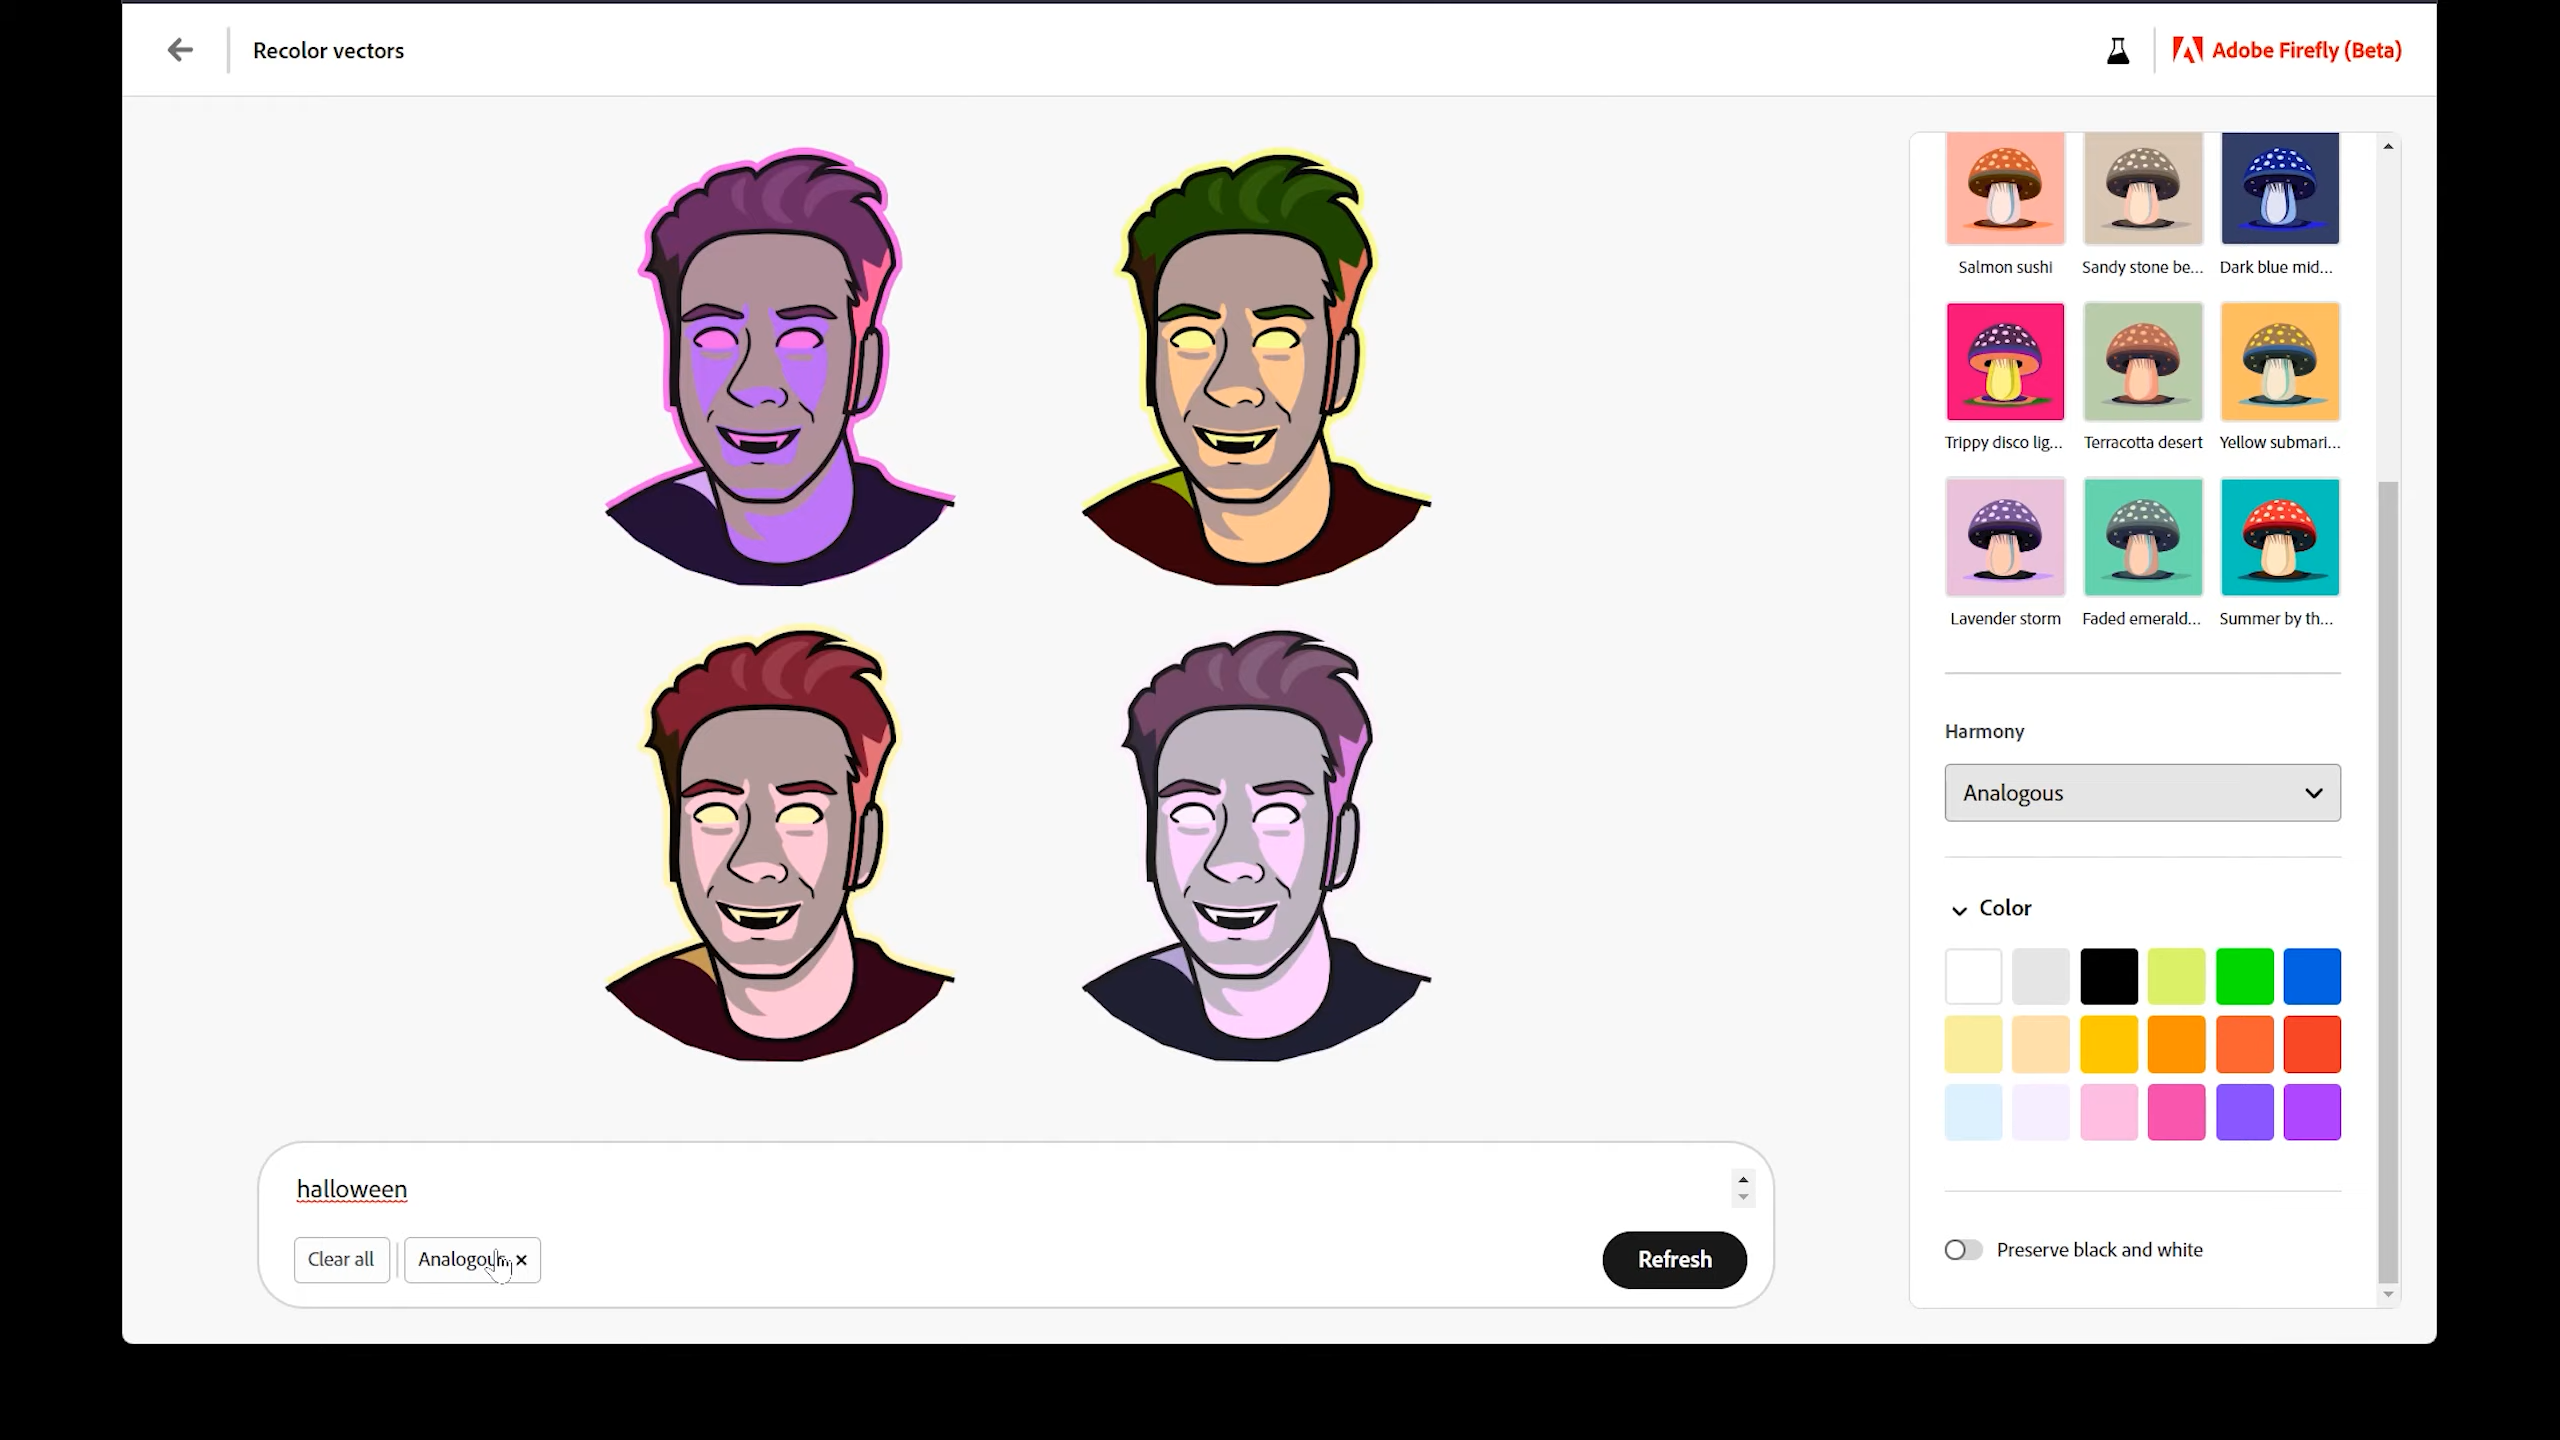 Recolor vectors
Adobe Firefly (Beta)
Salmon sushi
Sandy stone be...
Dark blue mid...
Trippy disco lig...
Terracotta desert
Yellow submari...
Lavender storm
Faded emerald...
Summer by th...
Harmony
Analogous
Color
halloween
Clear all
Analogous ×
Refresh
Preserve black and white